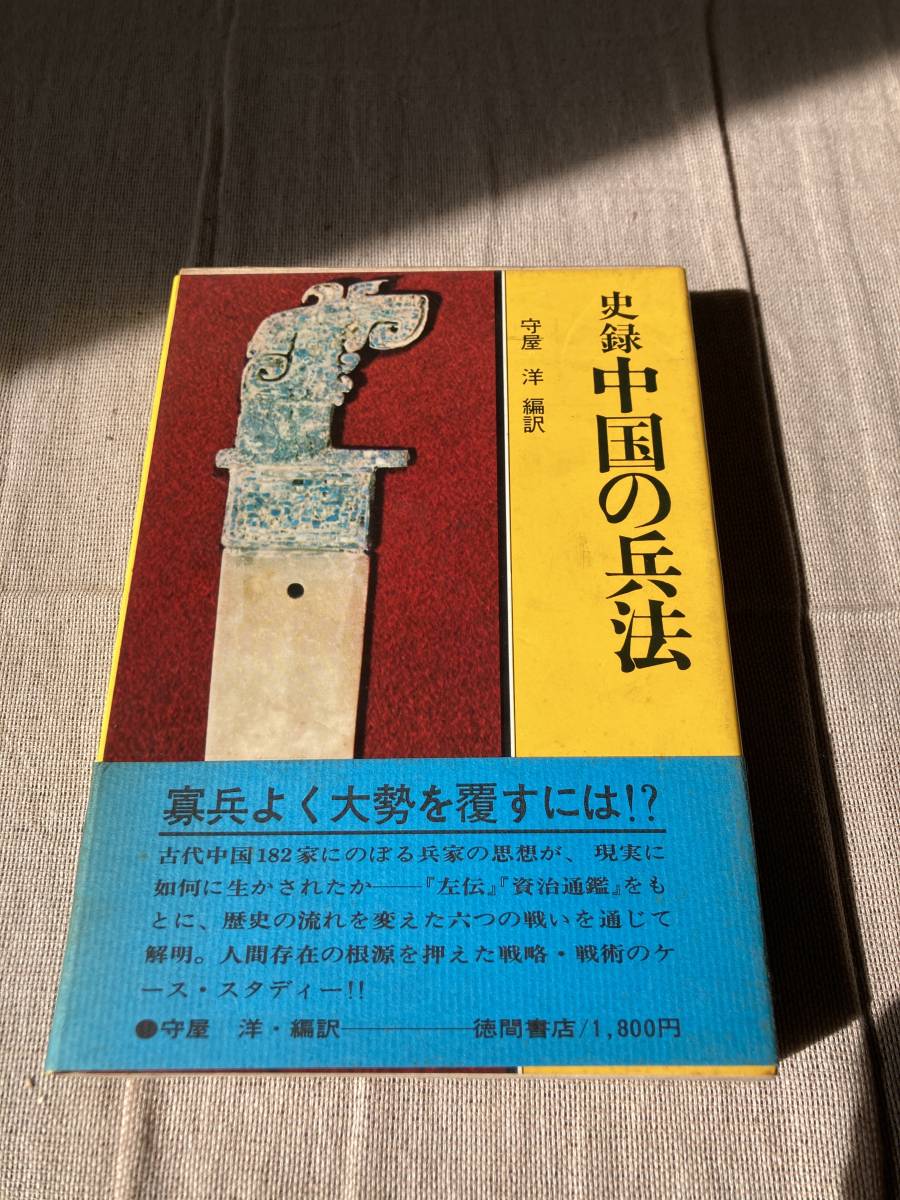 史録
中国の兵法
守屋 洋 編訳
寡兵よく大勢を覆すには!?
古代中国182家にのぼる兵家の思想が、現実に
如何に生かされたか――『左伝』『資治通鑑』をも
とに、歴史の流れを変えた六つの戦いを通じて
解明。人間存在の根源を押えた戦略・戦術のケ
ース・スタディー!!
●守屋 洋・編訳――――徳間書店/1,800円